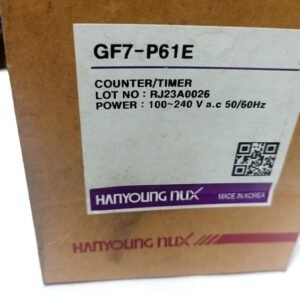 GF7-P61E
COUNTER/TIMER
LOT NO : RJ23A0026
POWER : 100~240 V a.c 50/60Hz
HANYOUNG NUX
MADE IN KOREA
HANYOUNG NUX